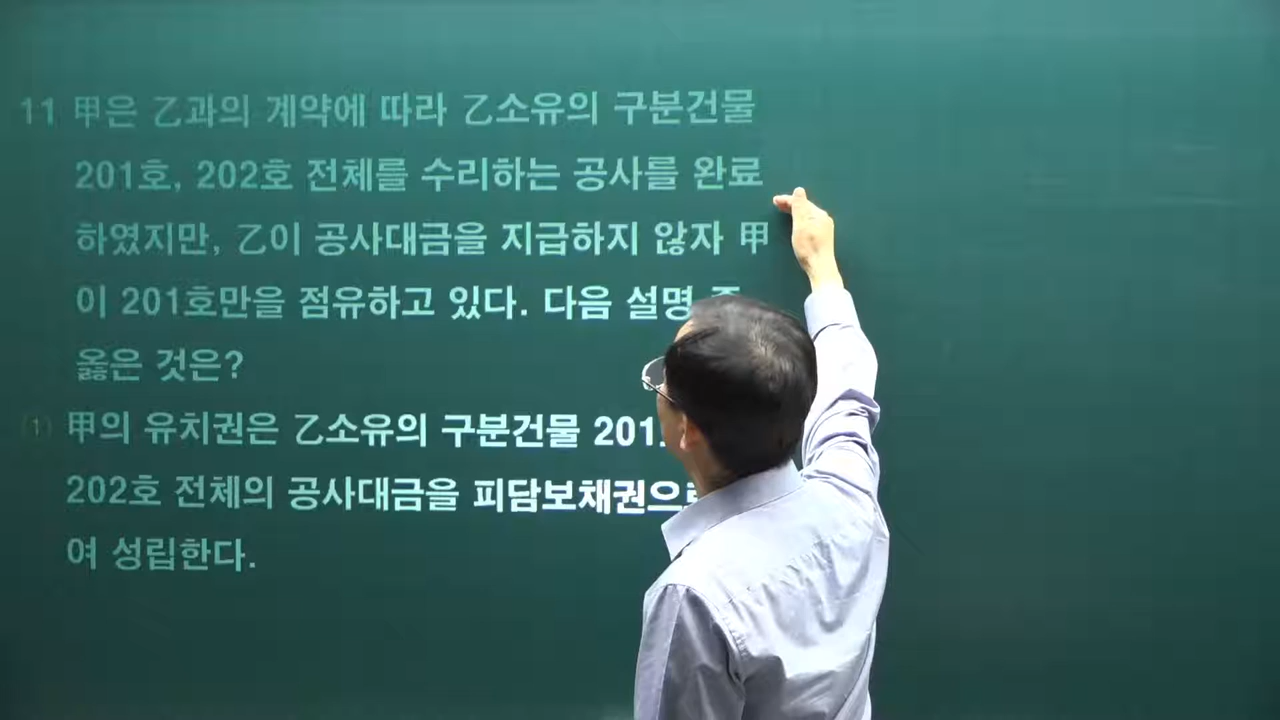 11 甲은 乙과의 계약에 따라 乙소유의 구분건물
201호, 202호 전체를 수리하는 공사를 완료
하였지만, 乙이 공사대금을 지급하지 않자 甲
이 201호만을 점유하고 있다. 다음 설명
옳은 것은?
(1) 甲의 유치권은 乙소유의 구분건물 201
202호 전체의 공사대금을 피담보채권으로
여 성립한다.